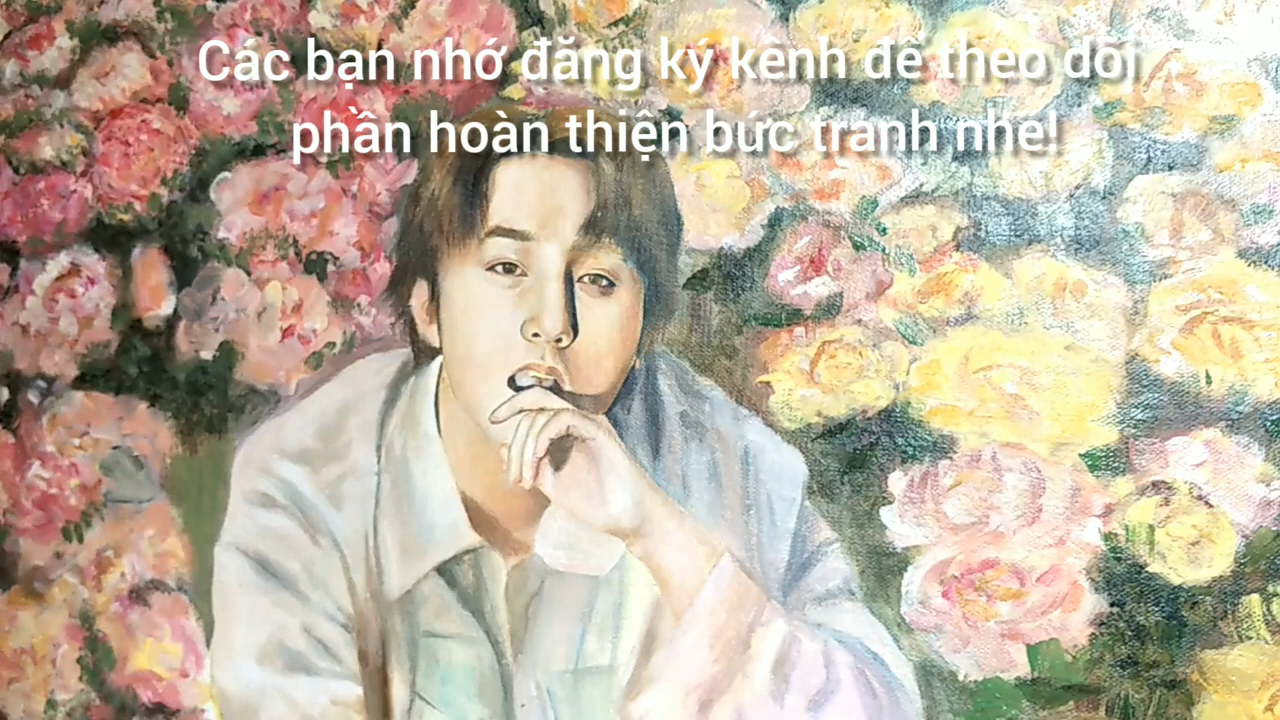 Các bạn nhớ đăng ký kênh để theo dõi
phần hoàn thiện bức tranh nhé!